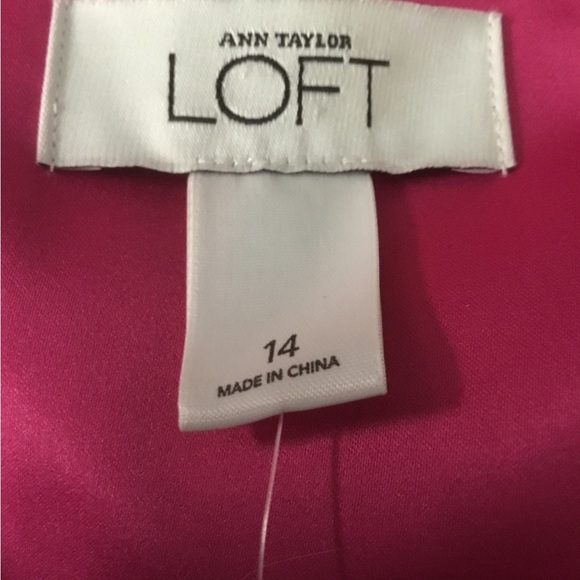 ANN TAYLOR
LOFT
14
MADE IN CHINA